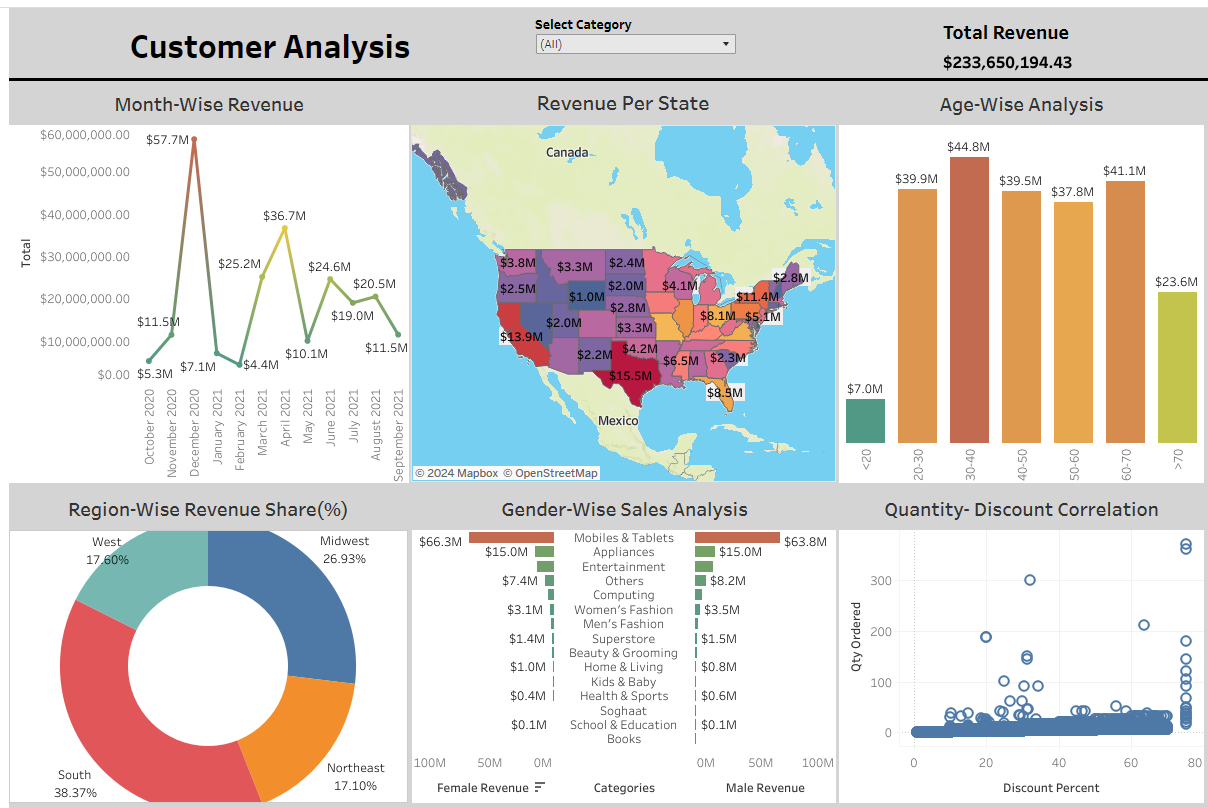 Customer Analysis
Select Category
(All)
Total Revenue
$233,650,194.43
Month-Wise Revenue
$60,000,000.00
$50,000,000.00
$40,000,000.00
$30,000,000.00
$20,000,000.00
$10,000,000.00
$0.00
Total
$57.7M
$36.7M
$25.2M
$24.6M
$20.5M
$19.0M
$11.5M
$10.1M
$11.5M
$7.1M
$4.4M
$5.3M
October 2020
November 2020
December 2020
January 2021
February 2021
March 2021
April 2021
May 2021
June 2021
July 2021
August 2021
September 2021
Revenue Per State
Canada
$3.8M
$3.3M
$2.4M
$2.8M
$2.5M
$2.0M
$4.1M
$1.0M
$11.4M
$2.8M
$8.1M
$5.1M
$2.0M
$3.3M
$13.9M
$4.2M
$2.2M
$6.5M
$2.3M
$15.5M
$8.5M
Mexico
© 2024 Mapbox © OpenStreetMap
Age-Wise Analysis
$7.0M
$39.9M
$44.8M
$39.5M
$37.8M
$41.1M
$23.6M
<20
20-30
30-40
40-50
50-60
60-70
>70
Region-Wise Revenue Share(%)
West
17.60%
Midwest
26.93%
South
38.37%
Northeast
17.10%
Gender-Wise Sales Analysis
$66.3M Mobiles & Tablets $63.8M
$15.0M Appliances $15.0M
Entertainment
$7.4M Others $8.2M
Computing
$3.1M Women's Fashion $3.5M
Men's Fashion
$1.4M Superstore $1.5M
Beauty & Grooming
$1.0M Home & Living $0.8M
Kids & Baby
$0.4M Health & Sports $0.6M
Soghaat
$0.1M School & Education $0.1M
Books
100M 50M 0M 0M 50M 100M
Female Revenue Categories Male Revenue
Quantity- Discount Correlation
Qty Ordered
300
200
100
0
0 20 40 60 80
Discount Percent